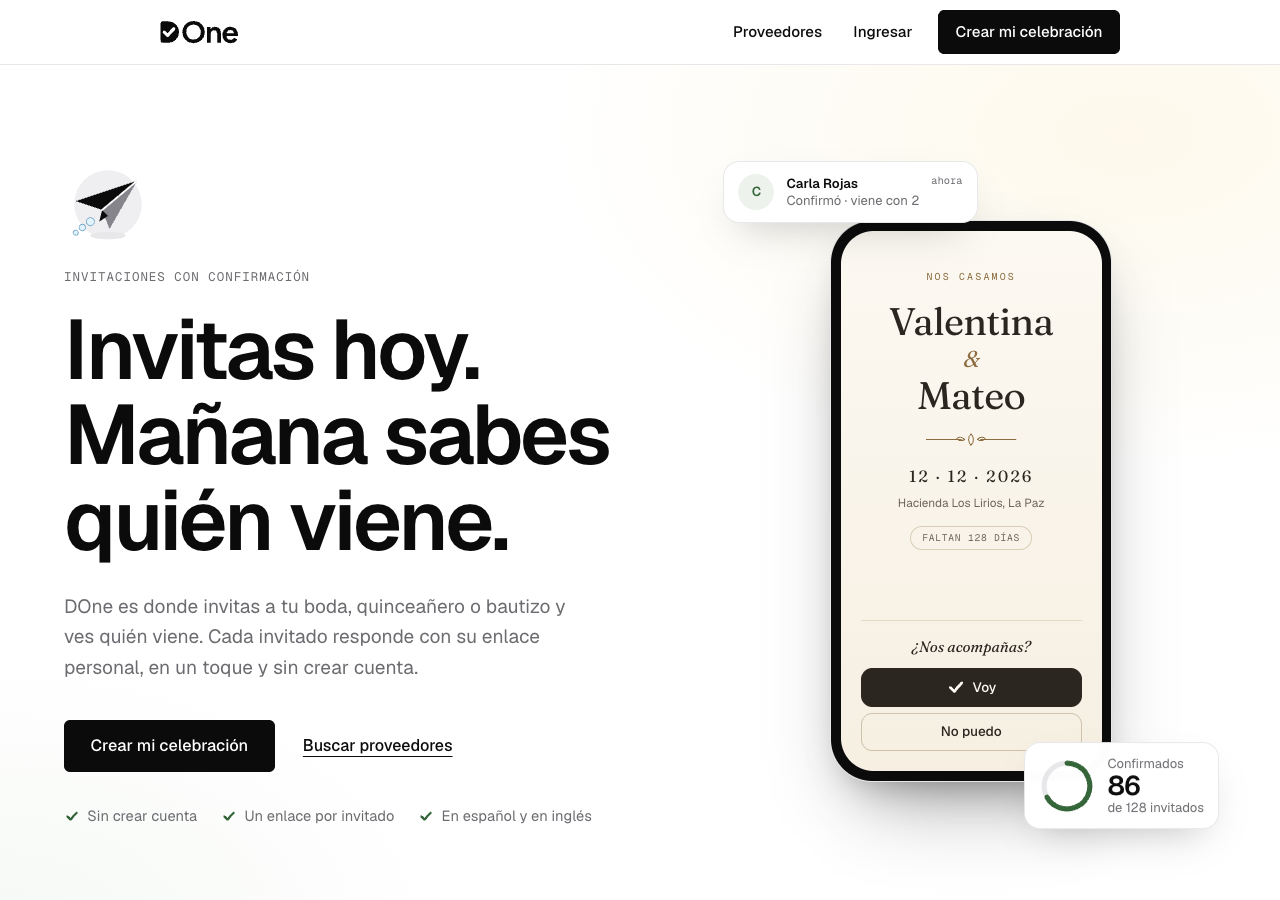 DOne
Proveedores
Ingresar
Crear mi celebración
INVITACIONES CON CONFIRMACIÓN
Invitas hoy.
Mañana sabes
quién viene.
DOne es donde invitas a tu boda, quinceañero o bautizo y
ves quién viene. Cada invitado responde con su enlace
personal, en un toque y sin crear cuenta.
Crear mi celebración
Buscar proveedores
Sin crear cuenta
Un enlace por invitado
En español y en inglés
C
Carla Rojas
ahora
Confirmó · viene con 2
NOS CASAMOS
Valentina
&
Mateo
12 · 12 · 2026
Hacienda Los Lirios, La Paz
FALTAN 128 DÍAS
¿Nos acompañas?
Voy
No puedo
Confirmados
86
de 128 invitados